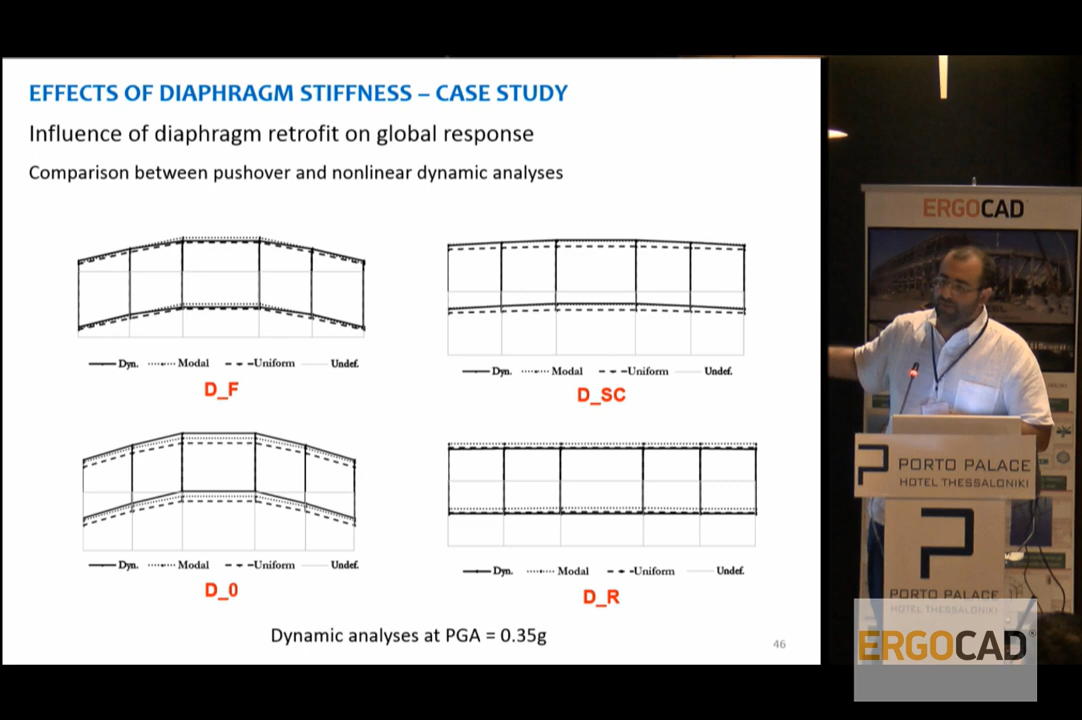 EFFECTS OF DIAPHRAGM STIFFNESS – CASE STUDY
Influence of diaphragm retrofit on global response
Comparison between pushover and nonlinear dynamic analyses
Dyn. Modal Uniform Undef.
D_F
Dyn. Modal Uniform Undef.
D_SC
Dyn. Modal Uniform Undef.
D_0
Dyn. Modal Uniform Undef.
D_R
Dynamic analyses at PGA = 0.35g
46
ERGOCAD
PORTO PALACE
HOTEL THESSALONIKI
PORTO PALACE
HOTEL THESSALONIKI
ERGOCAD®